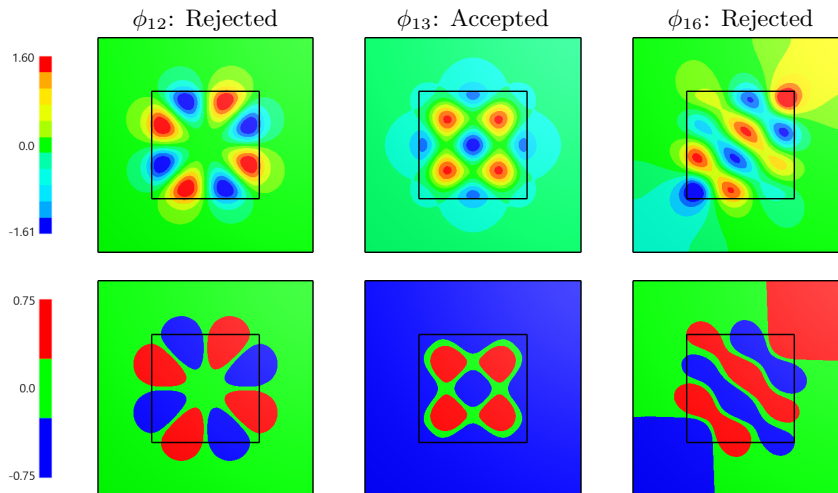 ϕ₁₂: Rejected
ϕ₁₃: Accepted
ϕ₁₆: Rejected
1.60
0.0
-1.61
0.75
0.0
-0.75